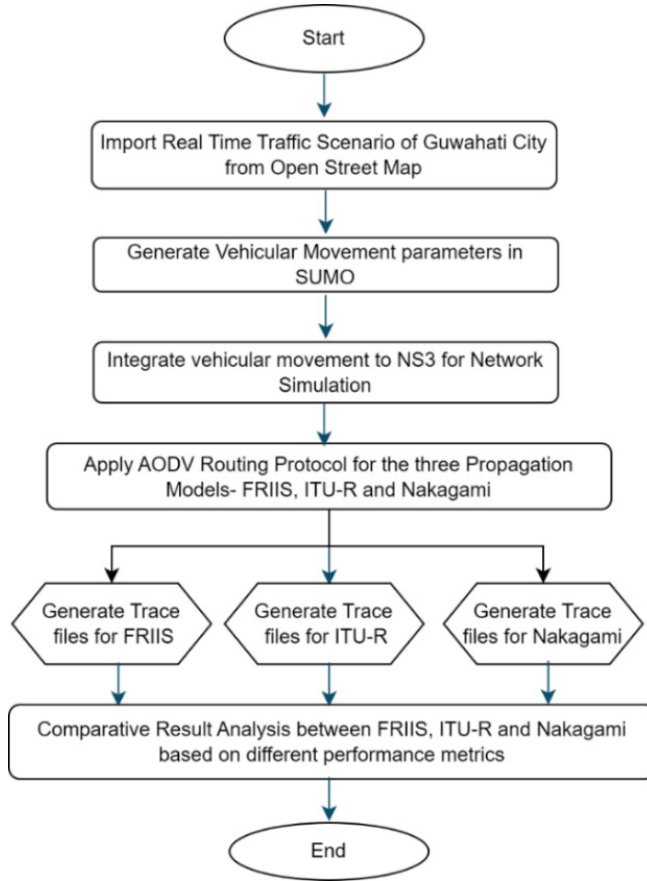 Start
Import Real Time Traffic Scenario of Guwahati City
from Open Street Map
Generate Vehicular Movement parameters in
SUMO
Integrate vehicular movement to NS3 for Network
Simulation
Apply AODV Routing Protocol for the three Propagation
Models- FRIIS, ITU-R and Nakagami
Generate Trace
files for FRIIS
Generate Trace
files for ITU-R
Generate Trace
files for Nakagami
Comparative Result Analysis between FRIIS, ITU-R and Nakagami
based on different performance metrics
End